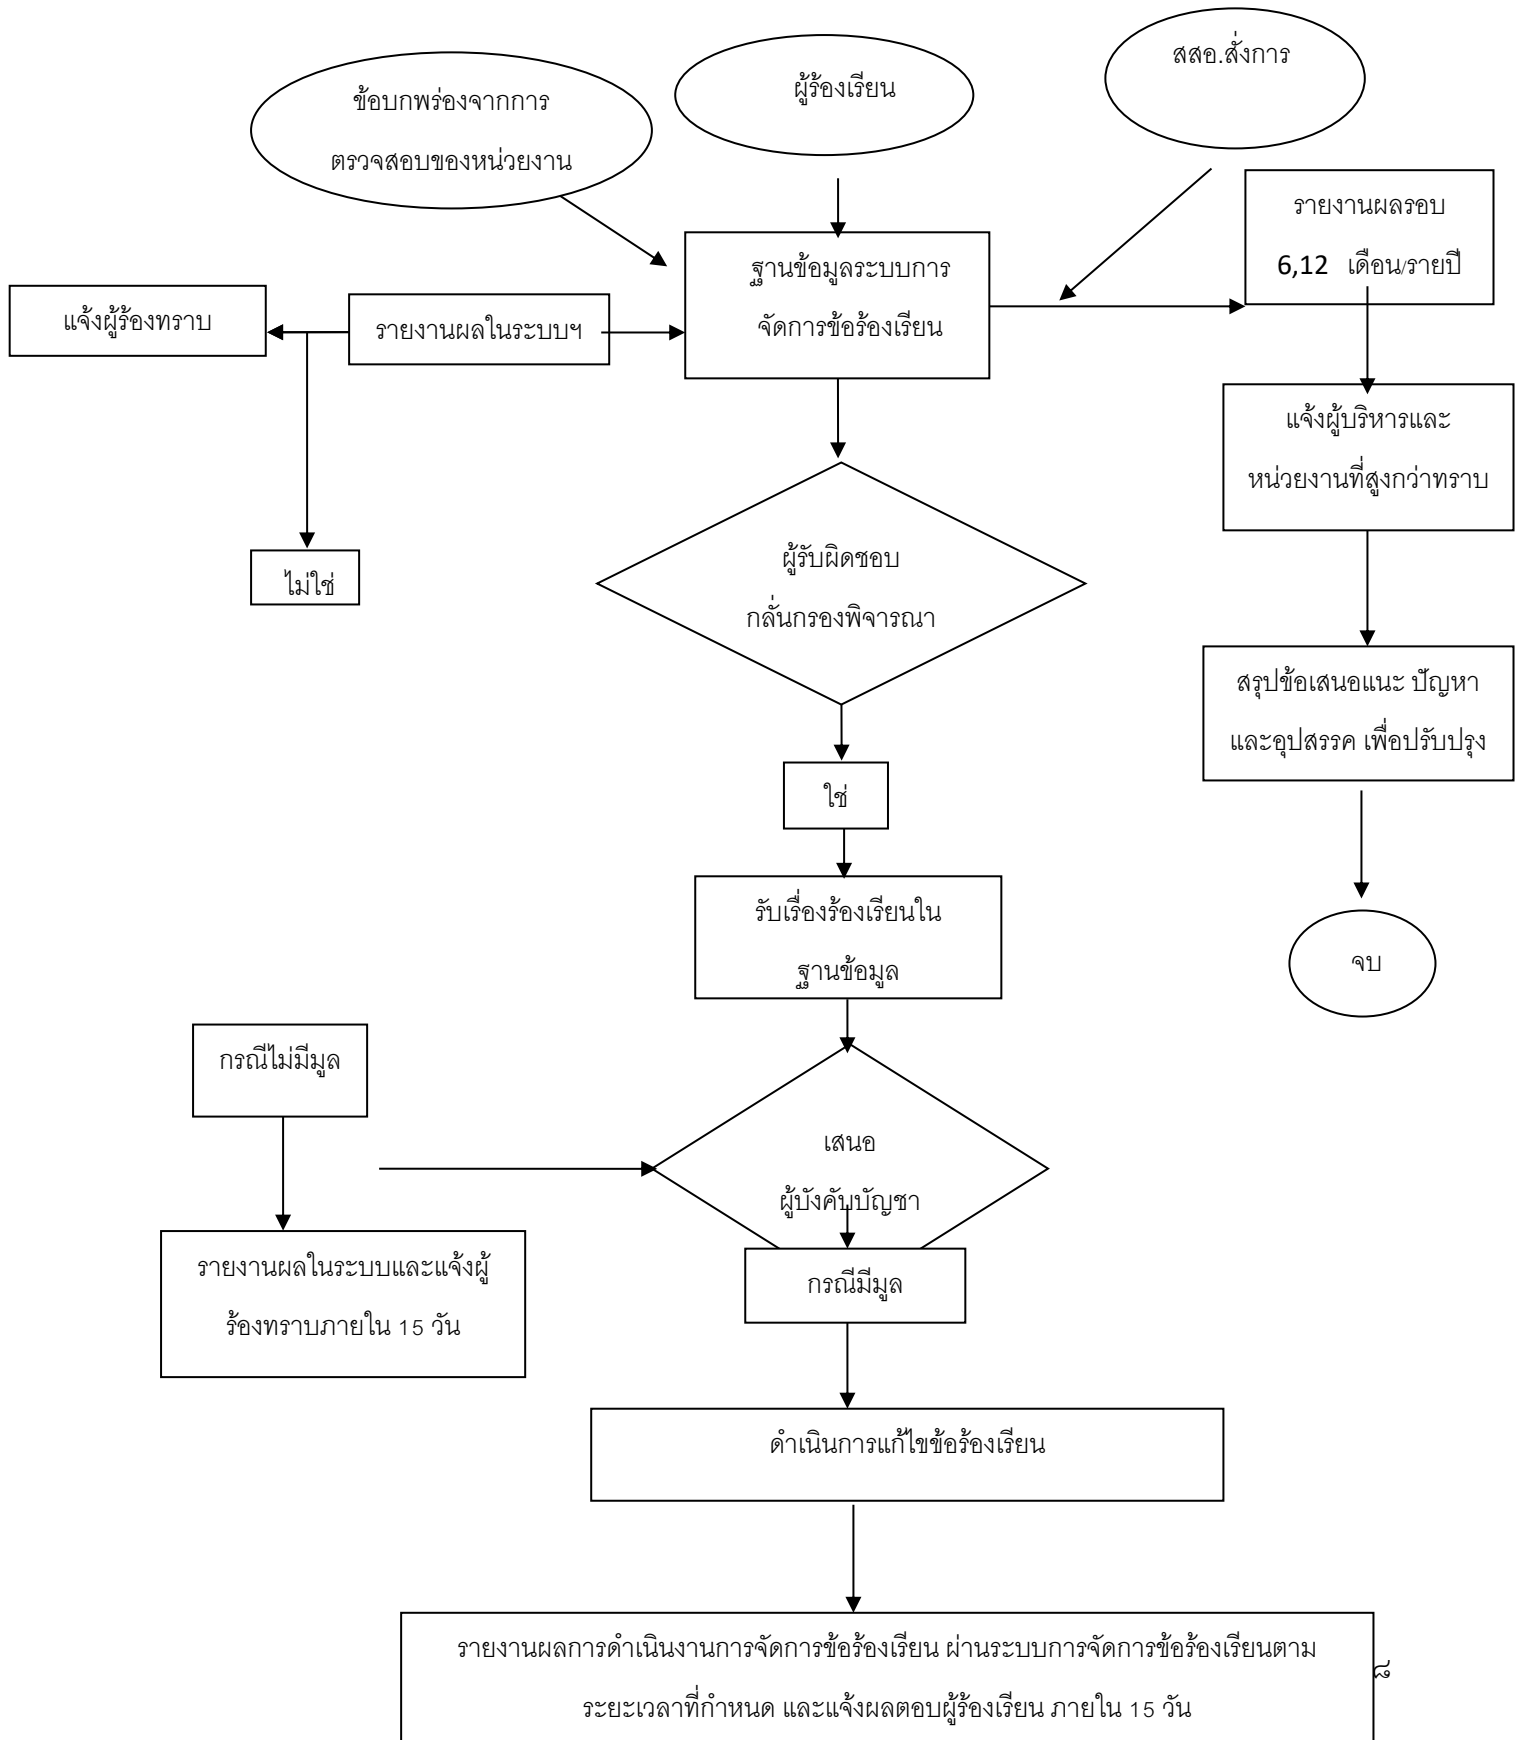 ข้อบกพร่องจากการ
ตรวจสอบของหน่วยงาน
ผู้ร้องเรียน
สสอ.สั่งการ
รายงานผลรอบ
6,12 เดือน/รายปี
ฐานข้อมูลระบบการ
จัดการข้อร้องเรียน
แจ้งผู้ร้องทราบ
รายงานผลในระบบฯ
แจ้งผู้บริหารและ
หน่วยงานที่สูงกว่าทราบ
ไม่ใช่
ผู้รับผิดชอบ
กลั่นกรองพิจารณา
สรุปข้อเสนอแนะ ปัญหา
และอุปสรรค เพื่อปรับปรุง
ใช่
รับเรื่องร้องเรียนใน
ฐานข้อมูล
จบ
กรณีไม่มีมูล
เสนอ
ผู้บังคับบัญชา
รายงานผลในระบบและแจ้งผู้
ร้องทราบภายใน 15 วัน
กรณีมีมูล
ดำเนินการแก้ไขข้อร้องเรียน
รายงานผลการดำเนินงานการจัดการข้อร้องเรียน ผ่านระบบการจัดการข้อร้องเรียนตาม
ระยะเวลาที่กำหนด และแจ้งผลตอบผู้ร้องเรียน ภายใน 15 วัน
๘